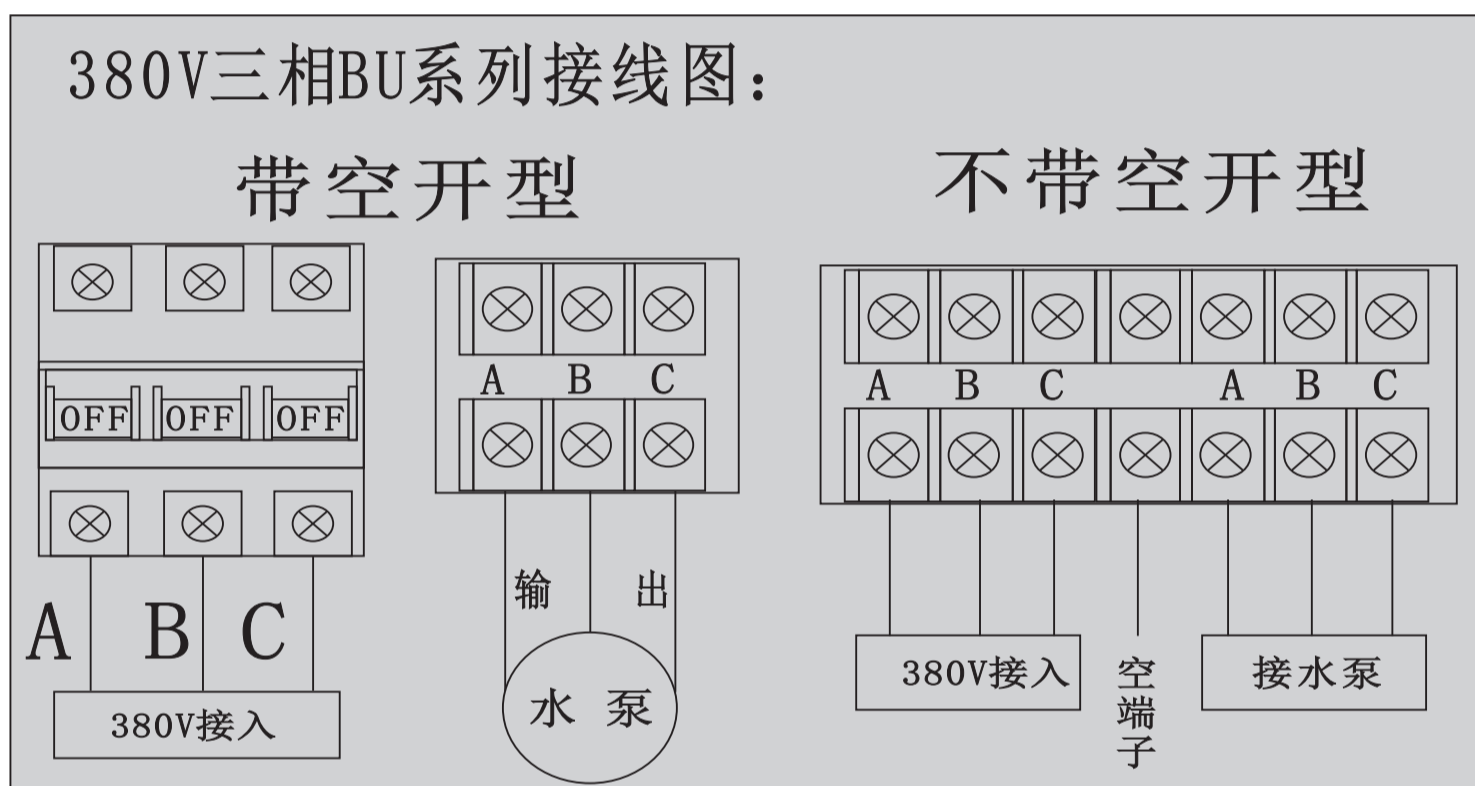 380V三相BU系列接线图：
带空开型
OFF OFF OFF
A B C
380V接入
A B C
输 出
水 泵
不带空开型
A B C A B C
380V接入
空端子
接水泵